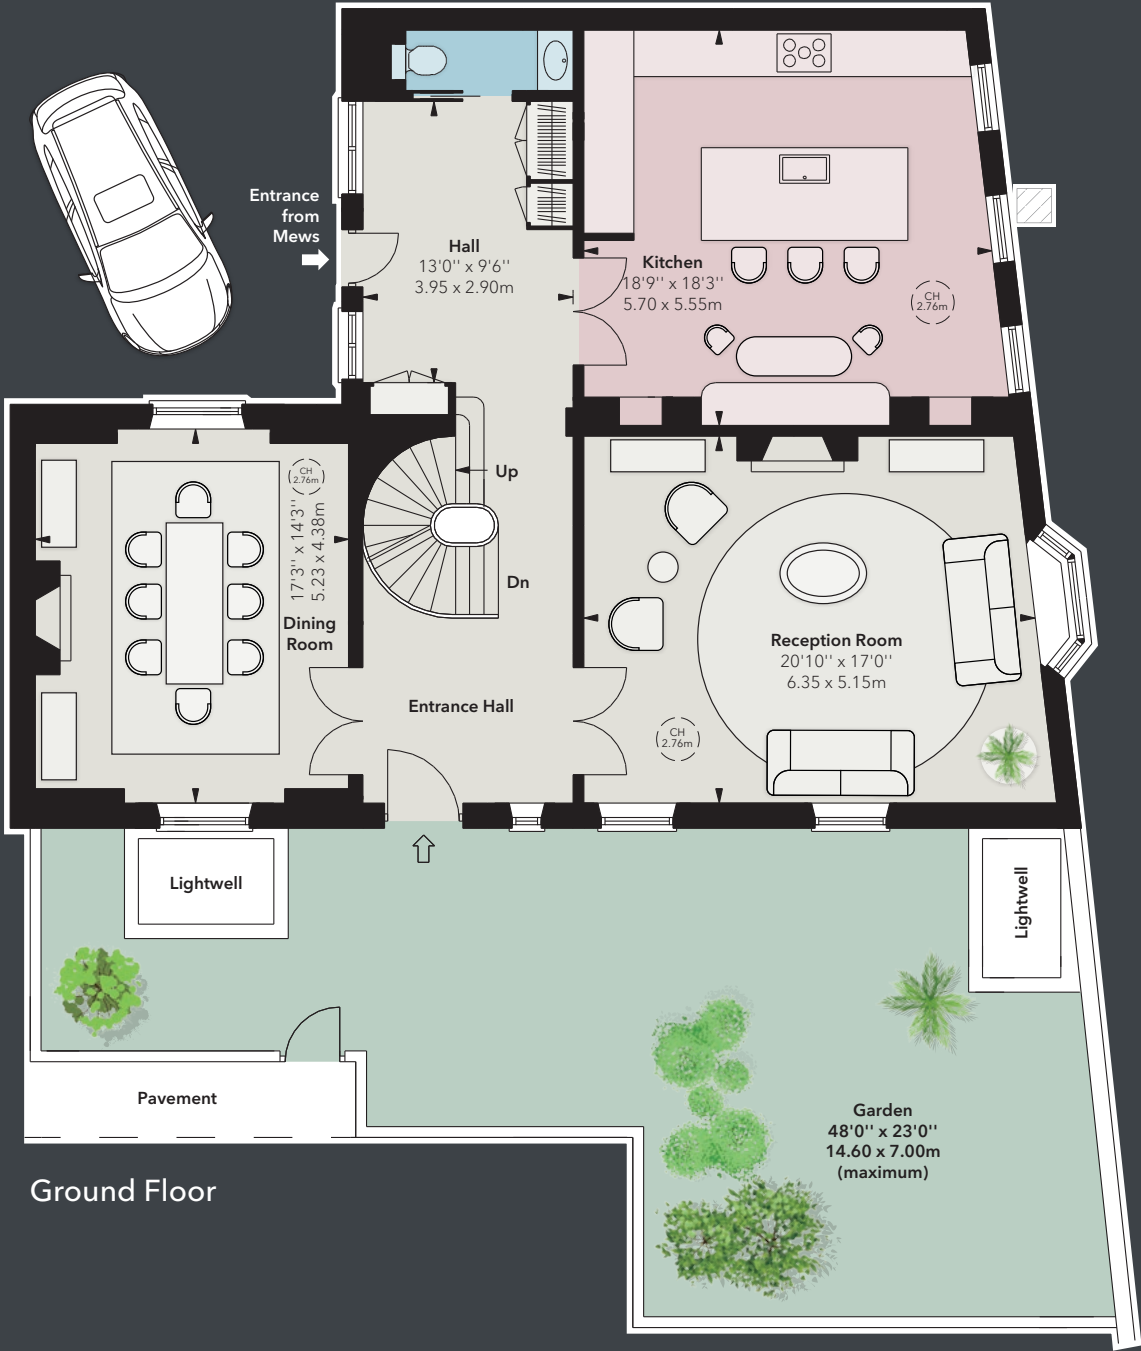 Entrance
from
Mews
Hall
13'0'' x 9'6''
3.95 x 2.90m
Kitchen
18'9'' x 18'3''
5.70 x 5.55m
CH
2.76m
CH
2.76m
17'3'' x 14'3''
5.23 x 4.38m
Dining
Room
Up
Dn
Entrance Hall
Reception Room
20'10'' x 17'0''
6.35 x 5.15m
CH
2.76m
Lightwell
Lightwell
Pavement
Garden
48'0'' x 23'0''
14.60 x 7.00m
(maximum)
Ground Floor